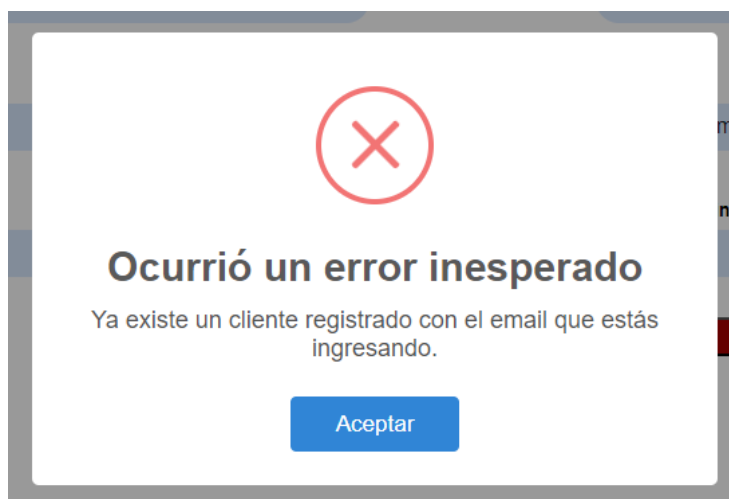 Ocurrió un error inesperado
Ya existe un cliente registrado con el email que estás
ingresando.
Aceptar